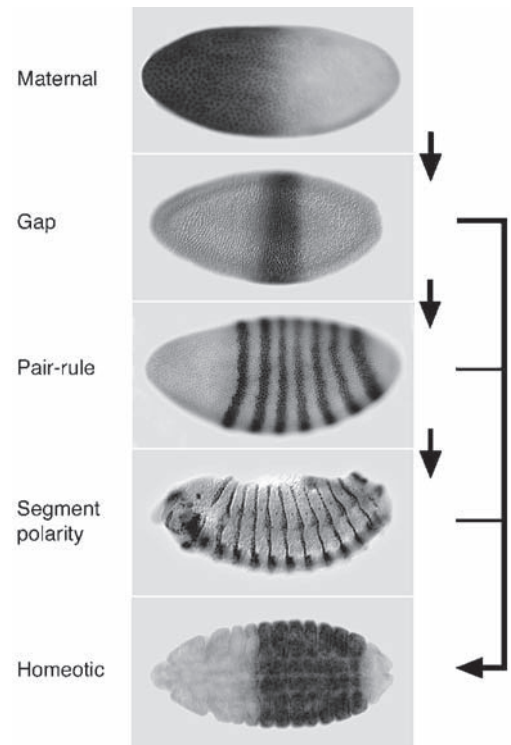 Maternal
Gap
Pair-rule
Segment
polarity
Homeotic